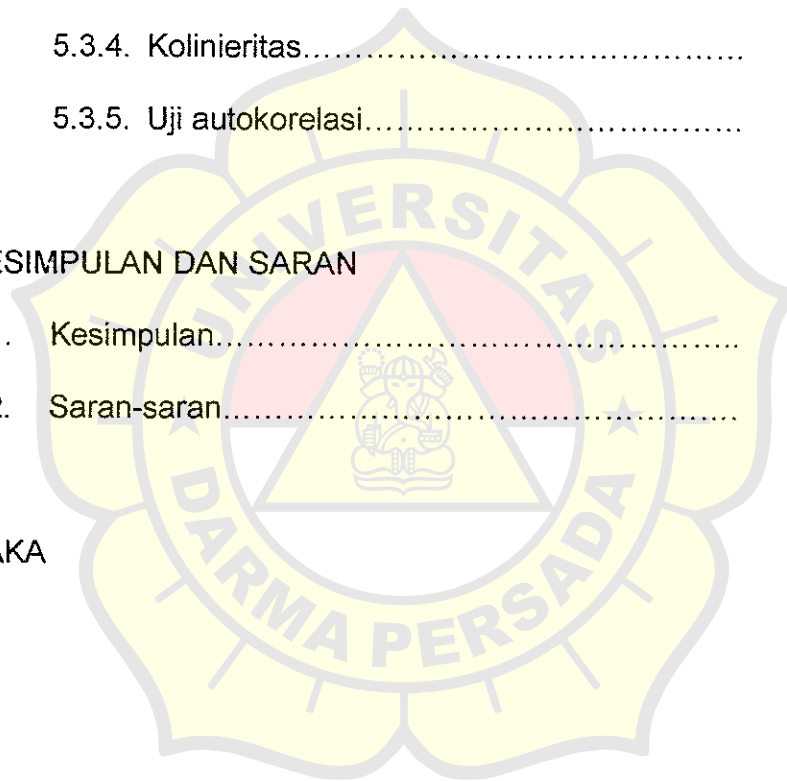 5.3.4. Kolinieritas................................................
5.3.5. Uji autokorelasi..........................................
ESIMPULAN DAN SARAN
. Kesimpulan.........................................................
2. Saran-saran........................................................
AKA
UNIVERSITAS
DARMA PERSADA